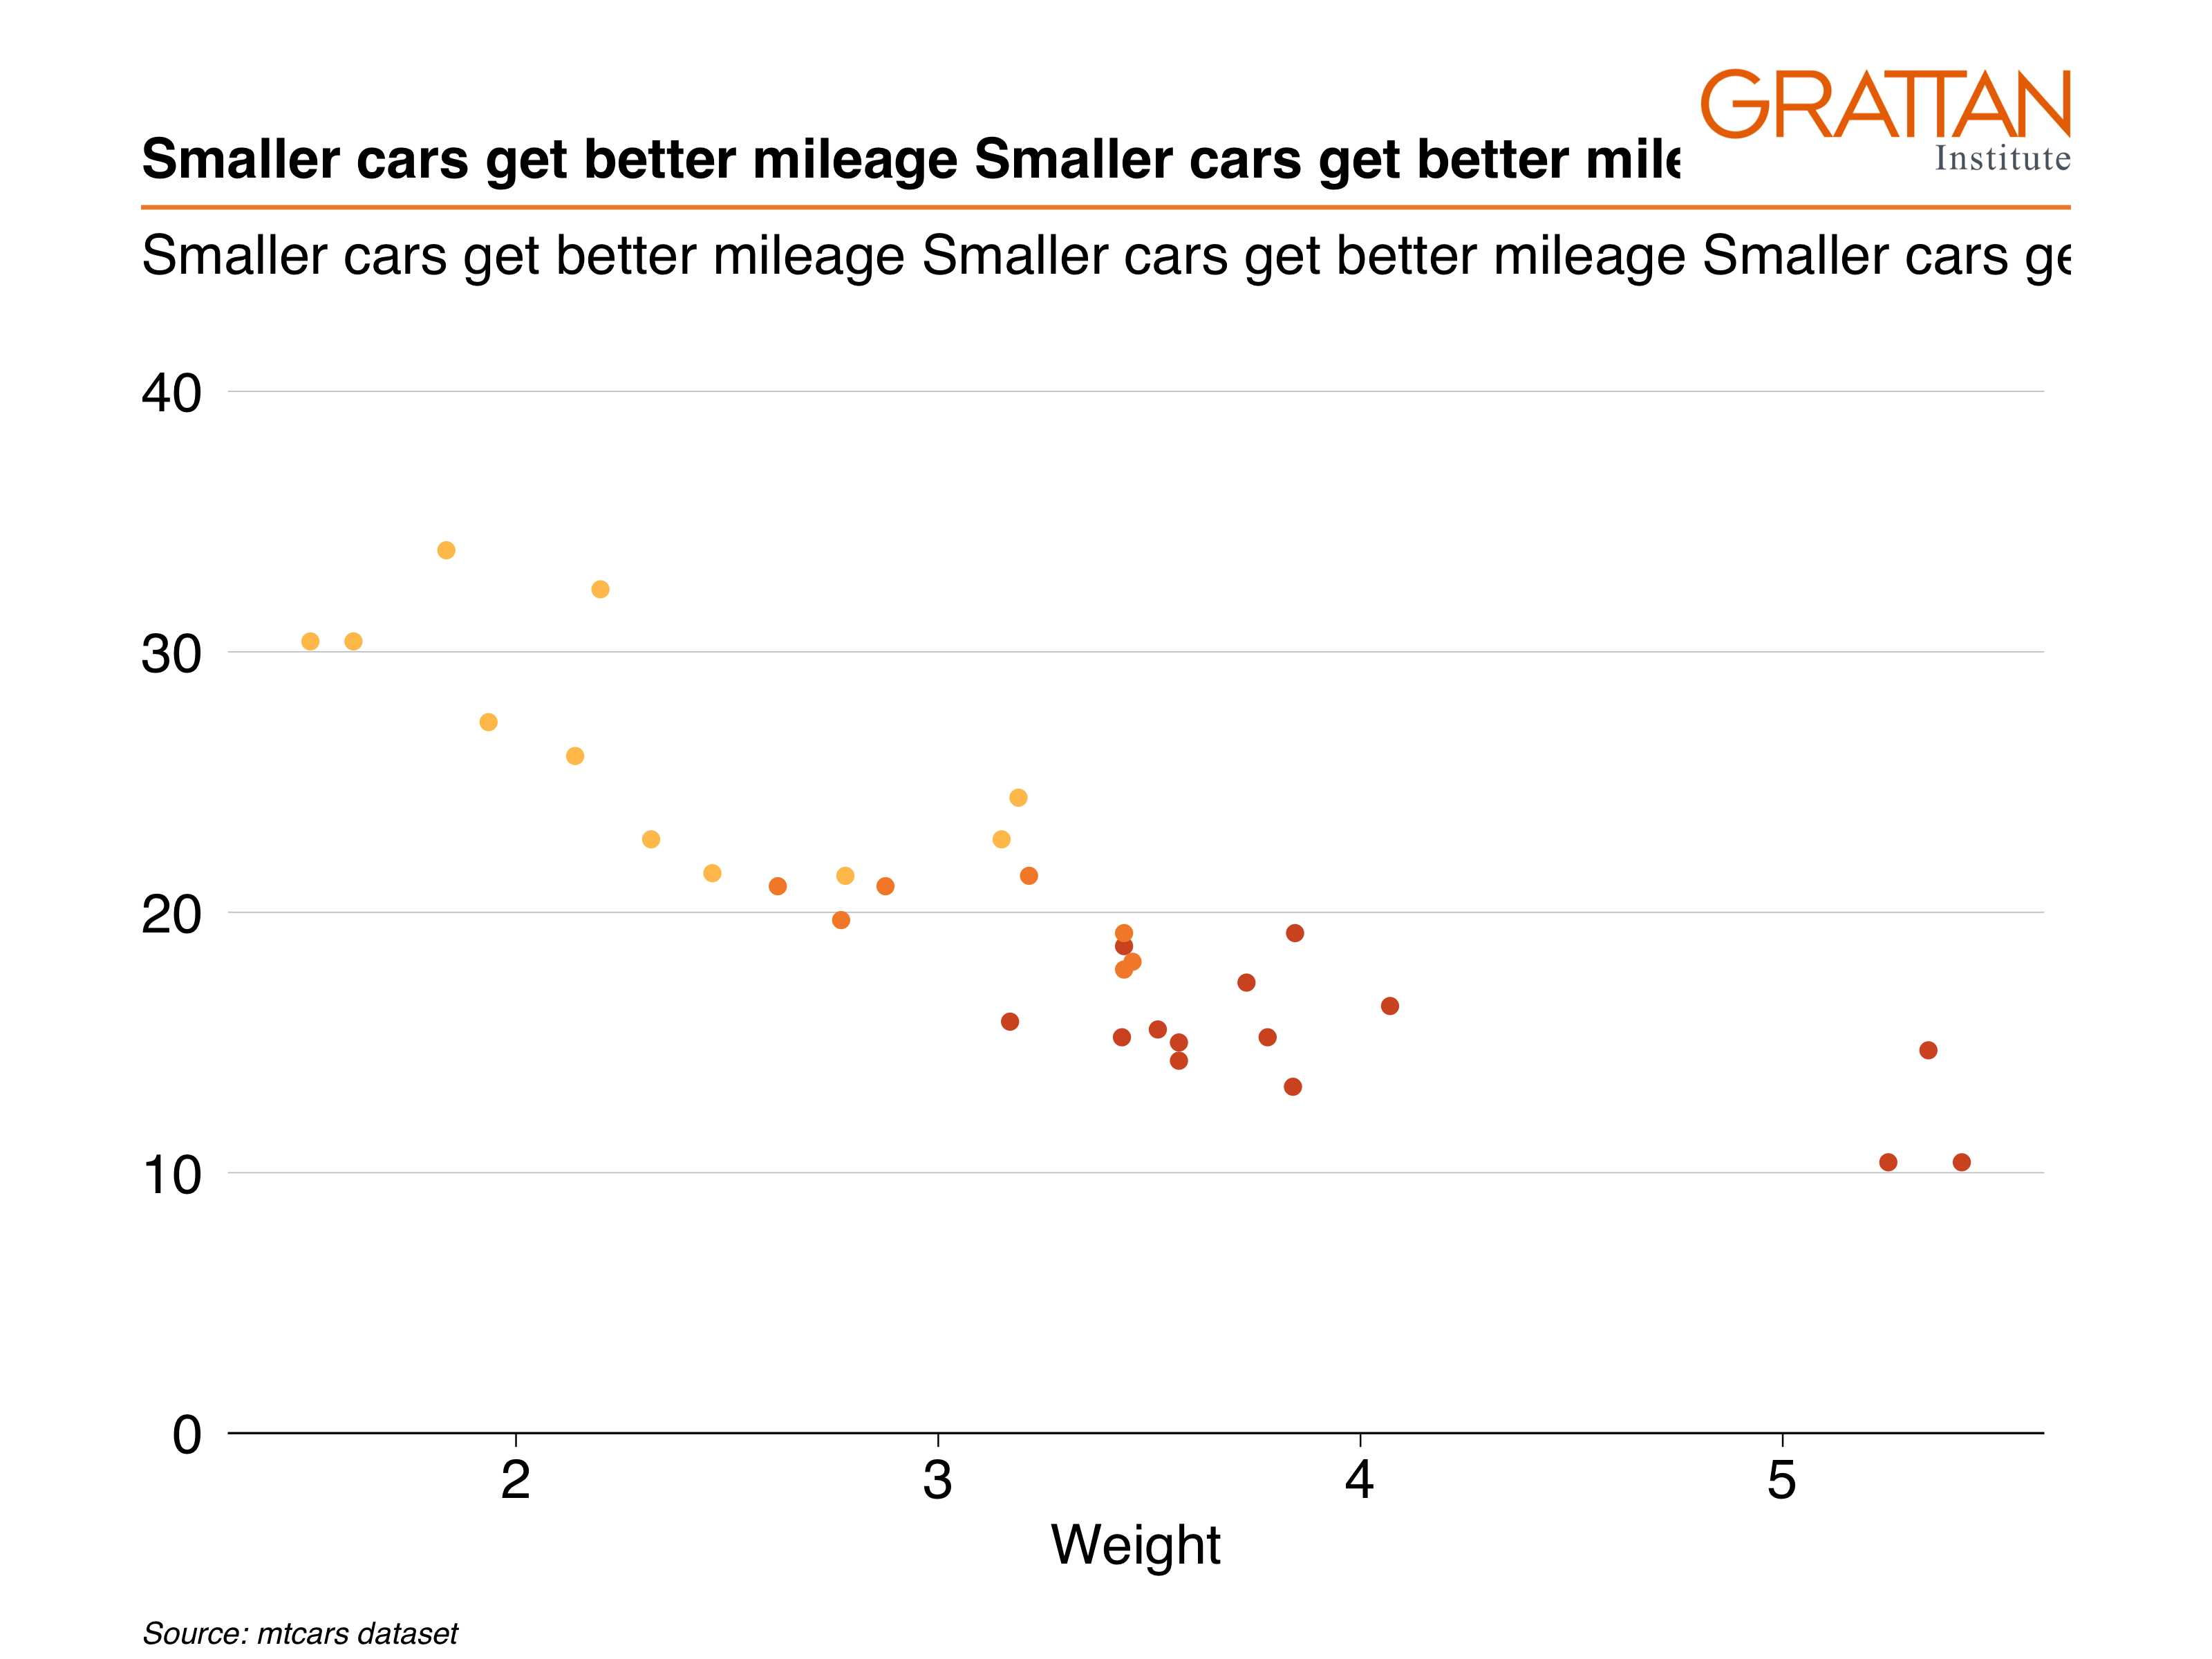 GRATTAN
Institute
Smaller cars get better mileage Smaller cars get better mile
Smaller cars get better mileage Smaller cars get better mileage Smaller cars ge
40
30
20
10
0
2 3 4 5
Weight
Source: mtcars dataset